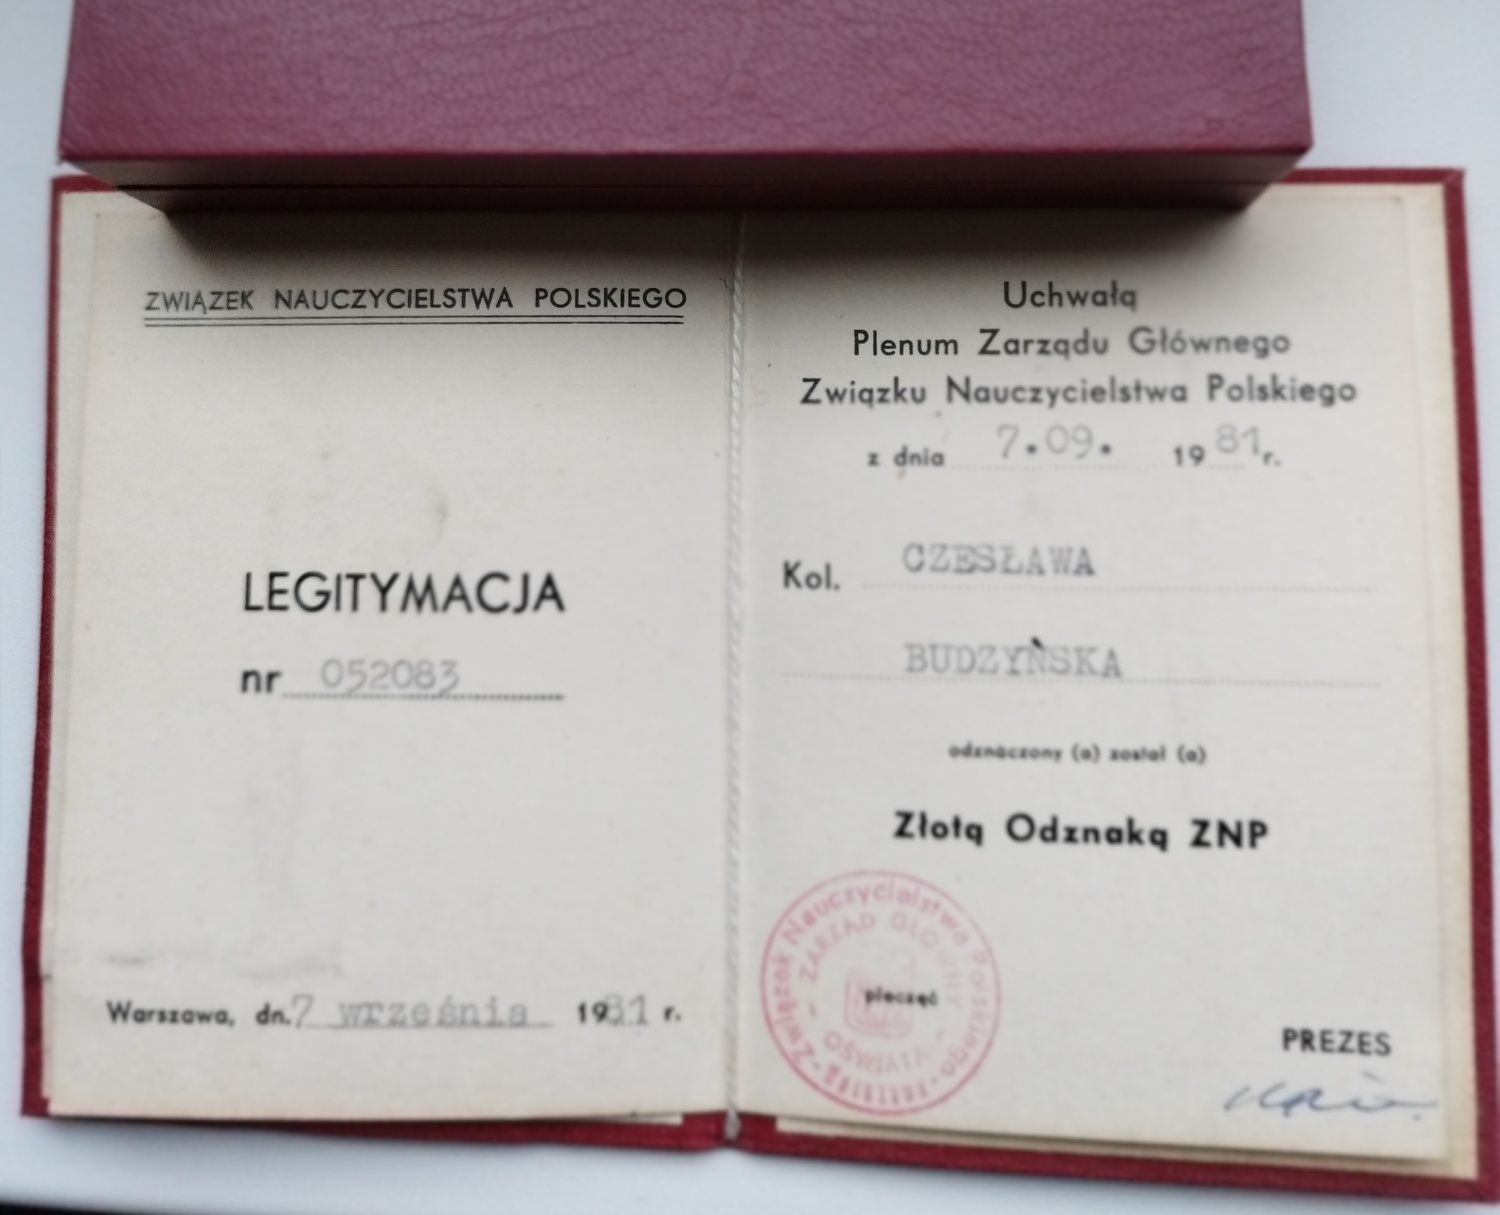 ZWIĄZEK NAUCZYCIELSTWA POLSKIEGO
LEGITYMACJA
nr 052083
Warszawa, dn. 7 września 1981 r.
Uchwałą
Plenum Zarządu Głównego
Związku Nauczycielstwa Polskiego
z dnia 7.09. 1981 r.
Kol. CZESŁAWA
BUDZYŃSKA
odznaczony (a) został (a)
Złotą Odznaką ZNP
Związek Nauczycielstwa Polskiego
ZARZĄD GŁÓWNY
pieczęć
OŚWIATA
PREZES